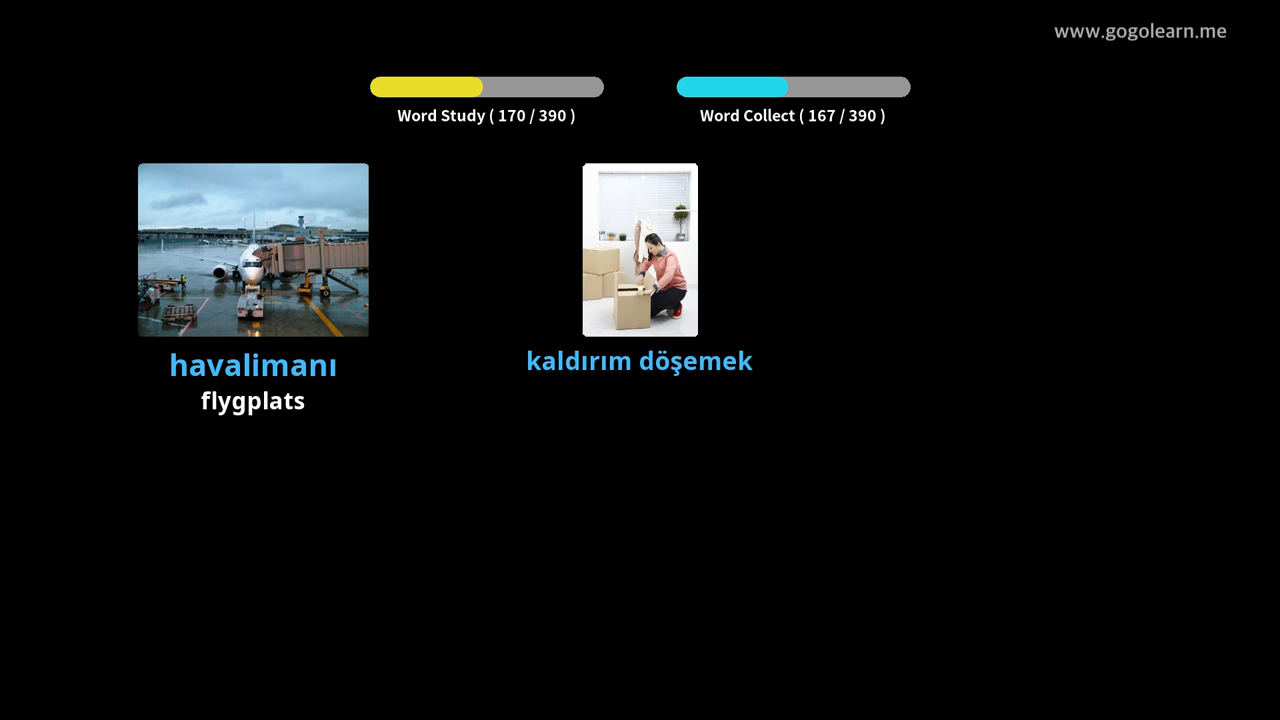 www.gogolearn.me
Word Study ( 170 / 390 )
Word Collect ( 167 / 390 )
havalimanı
flygplats
kaldırım döşemek